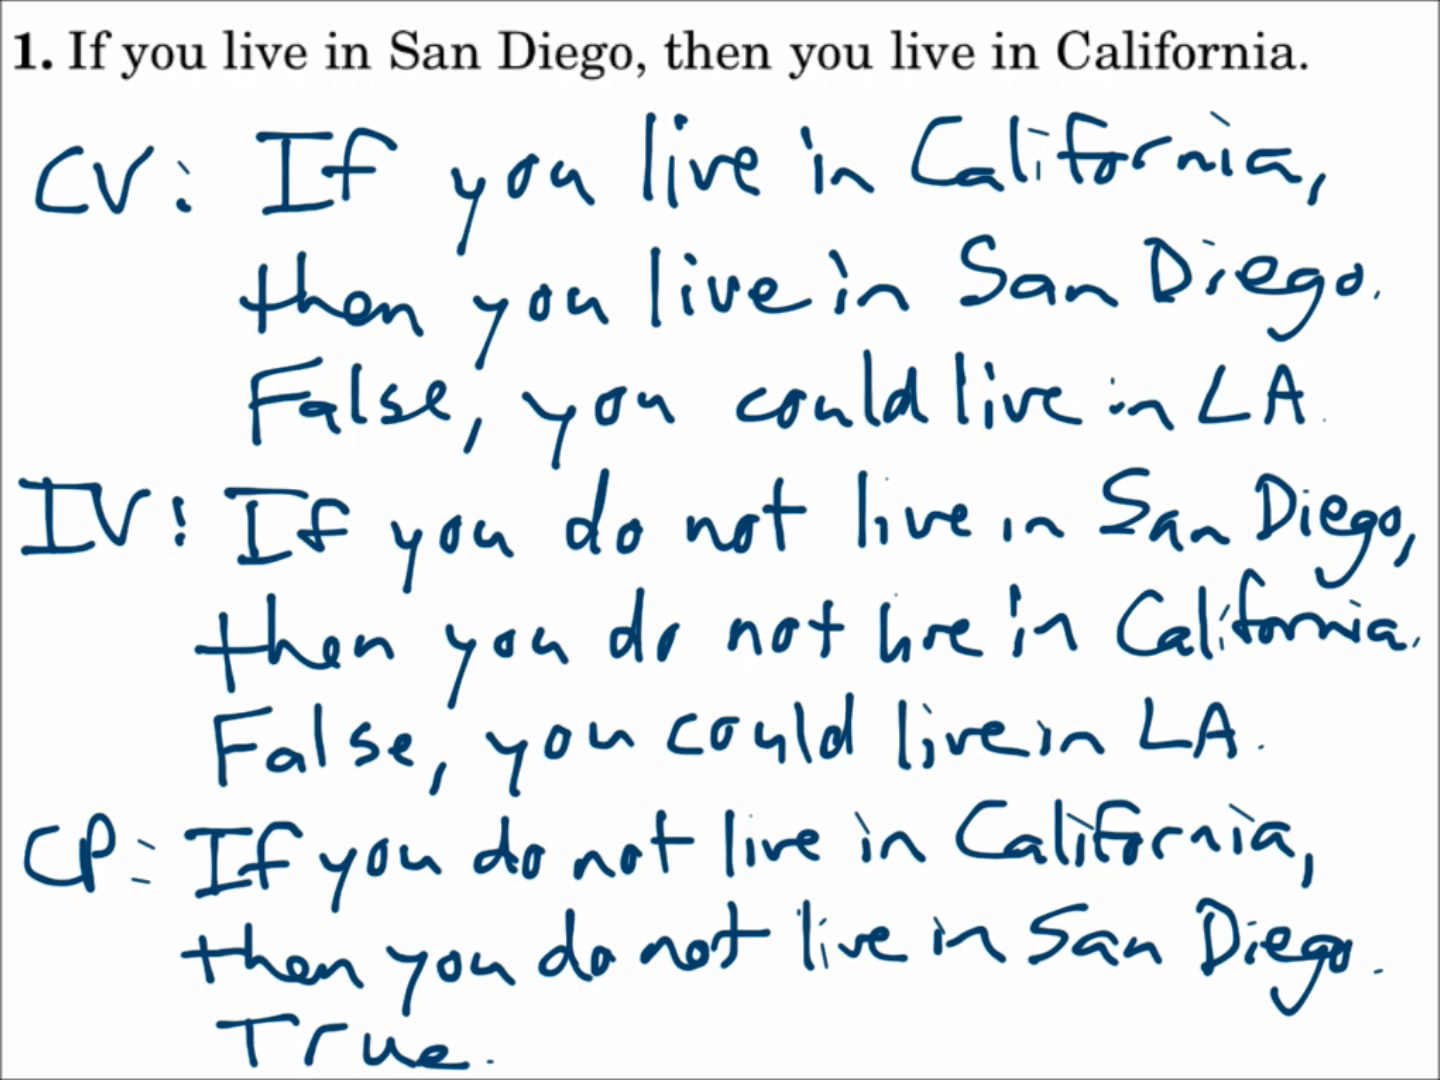 1. If you live in San Diego, then you live in California.
CV: If you live in California,
then you live in San Diego.
False, you could live in LA.
IV: If you do not live in San Diego,
then you do not live in California.
False, you could live in LA.
CP: If you do not live in California,
then you do not live in San Diego.
True.